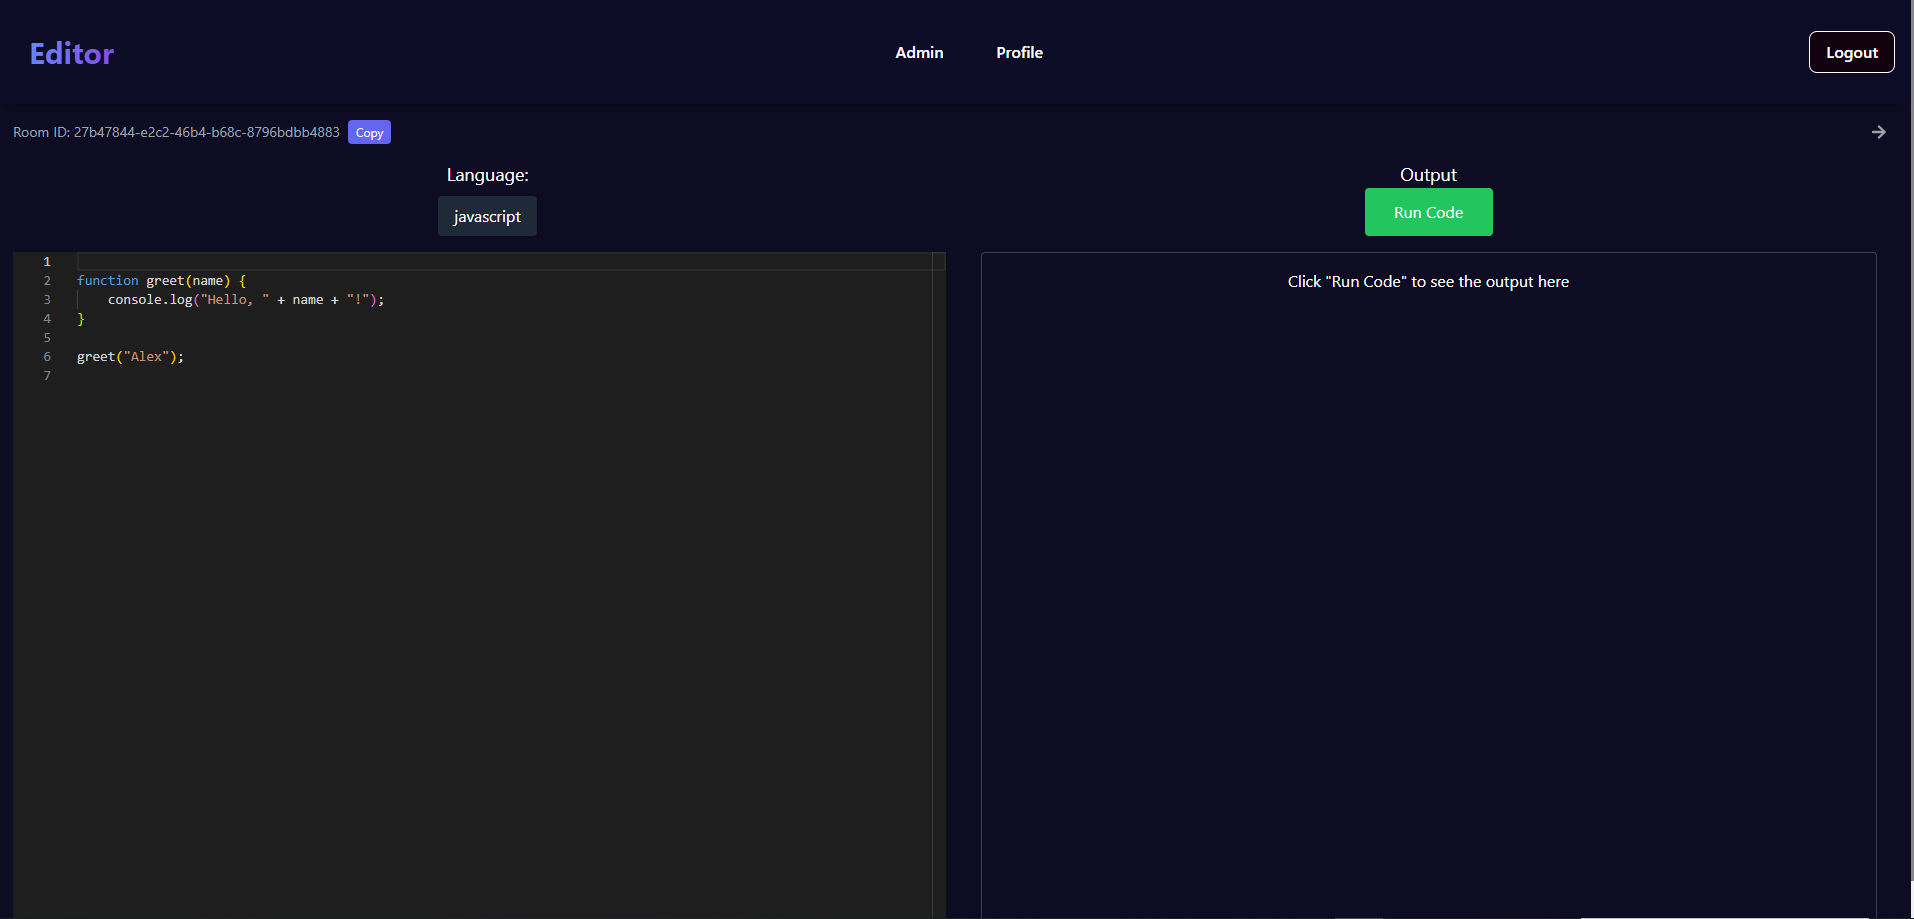 Editor
Admin
Profile
Logout
Room ID: 27b47844-e2c2-46b4-b68c-8796bdbb4883
Copy
Language:
javascript
Output
Run Code
1
2 function greet(name) {
3     console.log("Hello, " + name + "!");
4 }
5
6 greet("Alex");
7
Click "Run Code" to see the output here